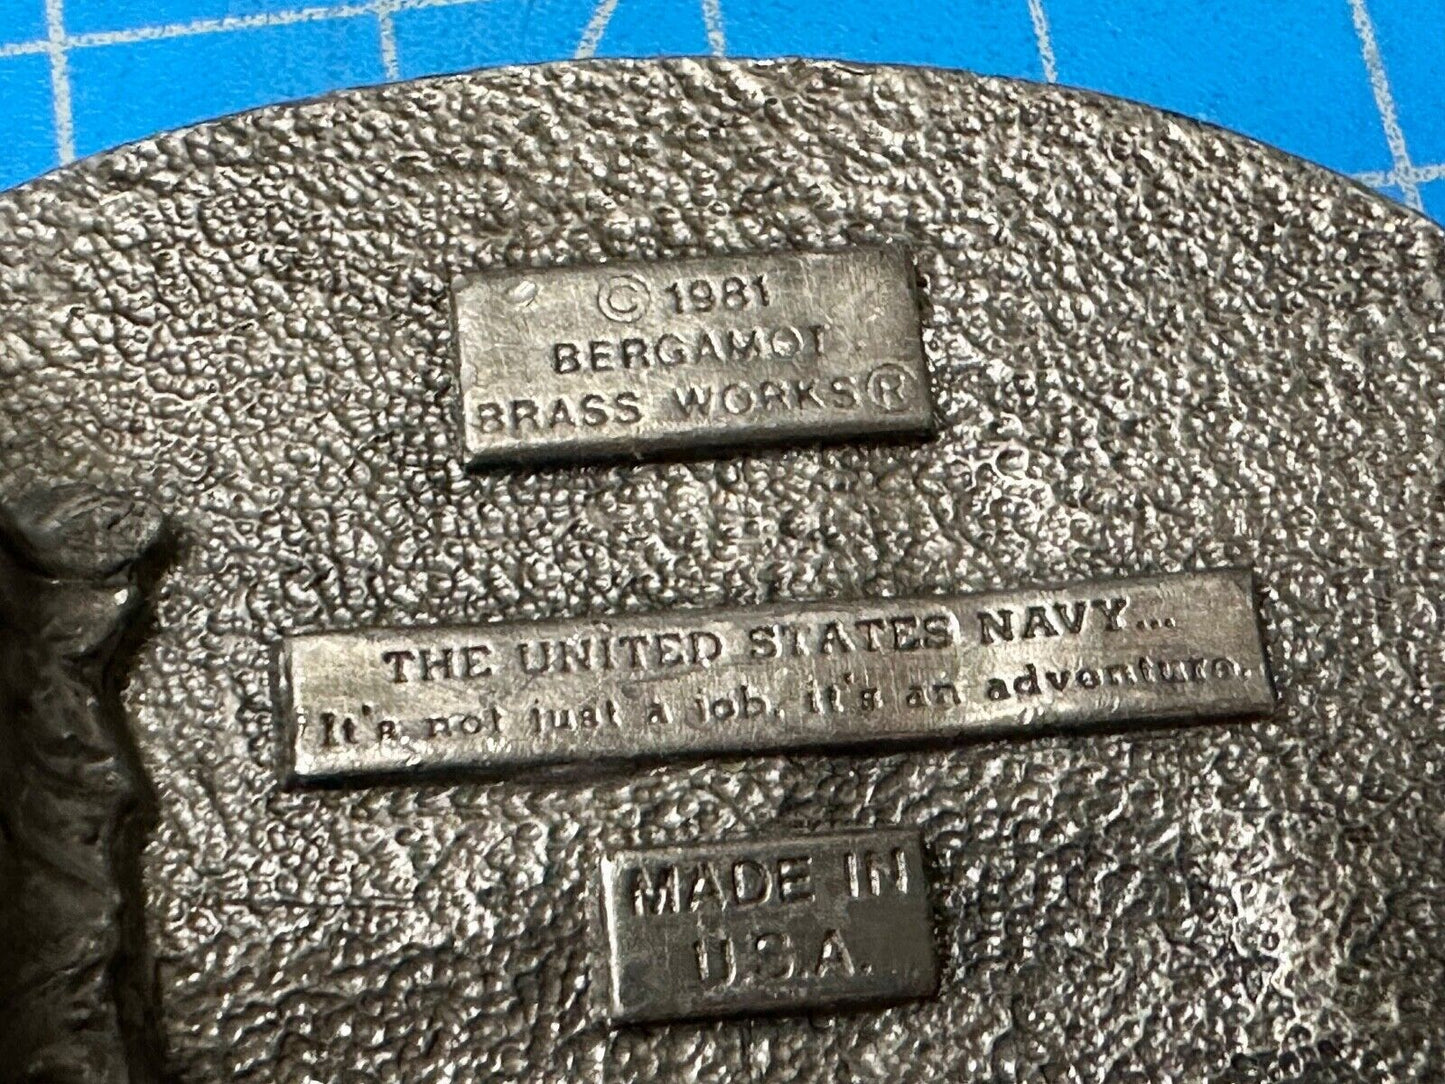 © 1981
BERGAMOT
BRASS WORKS®
THE UNITED STATES NAVY...
It's not just a job, it's an adventure.
MADE IN
U.S.A.